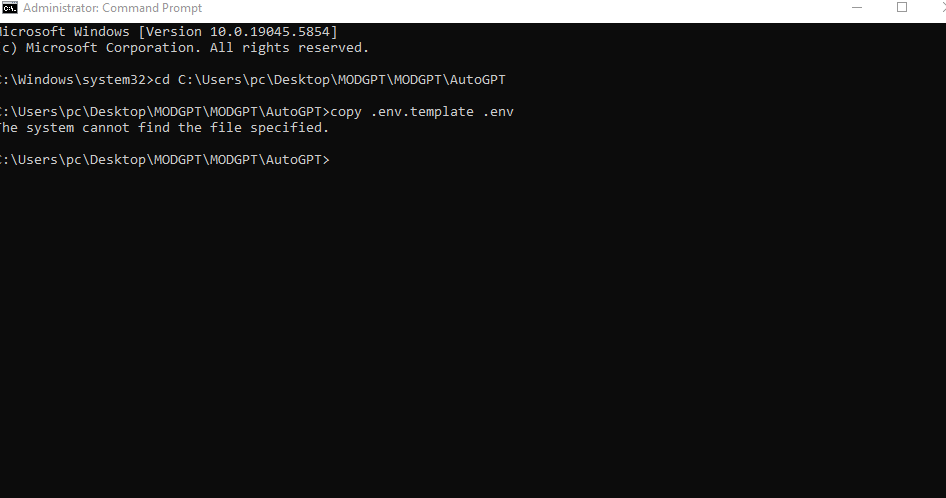 Administrator: Command Prompt
Microsoft Windows [Version 10.0.19045.5854]
(c) Microsoft Corporation. All rights reserved.
C:\Windows\system32>cd C:\Users\pc\Desktop\MODGPT\MODGPT\AutoGPT
C:\Users\pc\Desktop\MODGPT\MODGPT\AutoGPT>copy .env.template .env
The system cannot find the file specified.
C:\Users\pc\Desktop\MODGPT\MODGPT\AutoGPT>